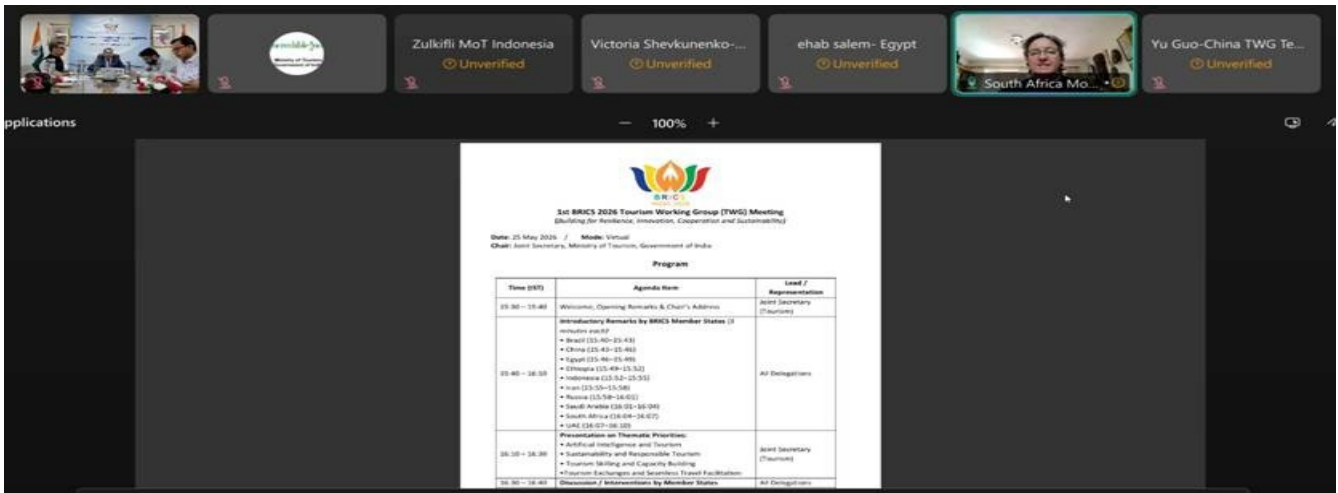 Zulkifli MoT Indonesia
Unverified
Victoria Shevkunenko-...
Unverified
ehab salem- Egypt
Unverified
South Africa Mo...
Yu Guo-China TWG Te...
Unverified
pplications
— 100% +
BRICS
1st BRICS 2026 Tourism Working Group (TWG) Meeting
(Building for Resilience, Innovation, Cooperation and Sustainability)
Date: 25 May 2026 / Mode: Virtual
Chair: Joint Secretary, Ministry of Tourism, Government of India
Program
Time (IST) Agenda Item Lead / Representation
15:30 – 15:40 Welcome, Opening Remarks & Chair's Address Joint Secretary (Tourism)
15:40 – 16:10 Introductory Remarks by BRICS Member States (3 minutes each)
• Brazil (15:40–15:43)
• China (15:43–15:46)
• Egypt (15:46–15:49)
• Ethiopia (15:49–15:52)
• Indonesia (15:52–15:55)
• Iran (15:55–15:58)
• Russia (15:58–16:01)
• Saudi Arabia (16:01–16:04)
• South Africa (16:04–16:07)
• UAE (16:07–16:10)
All Delegations
16:10 – 16:30 Presentation on Thematic Priorities:
• Artificial Intelligence and Tourism
• Sustainability and Responsible Tourism
• Tourism Skilling and Capacity Building
•Tourism Exchanges and Seamless Travel Facilitation
Joint Secretary (Tourism)
16:30 – 16:40 Discussion / Interventions by Member States All Delegations